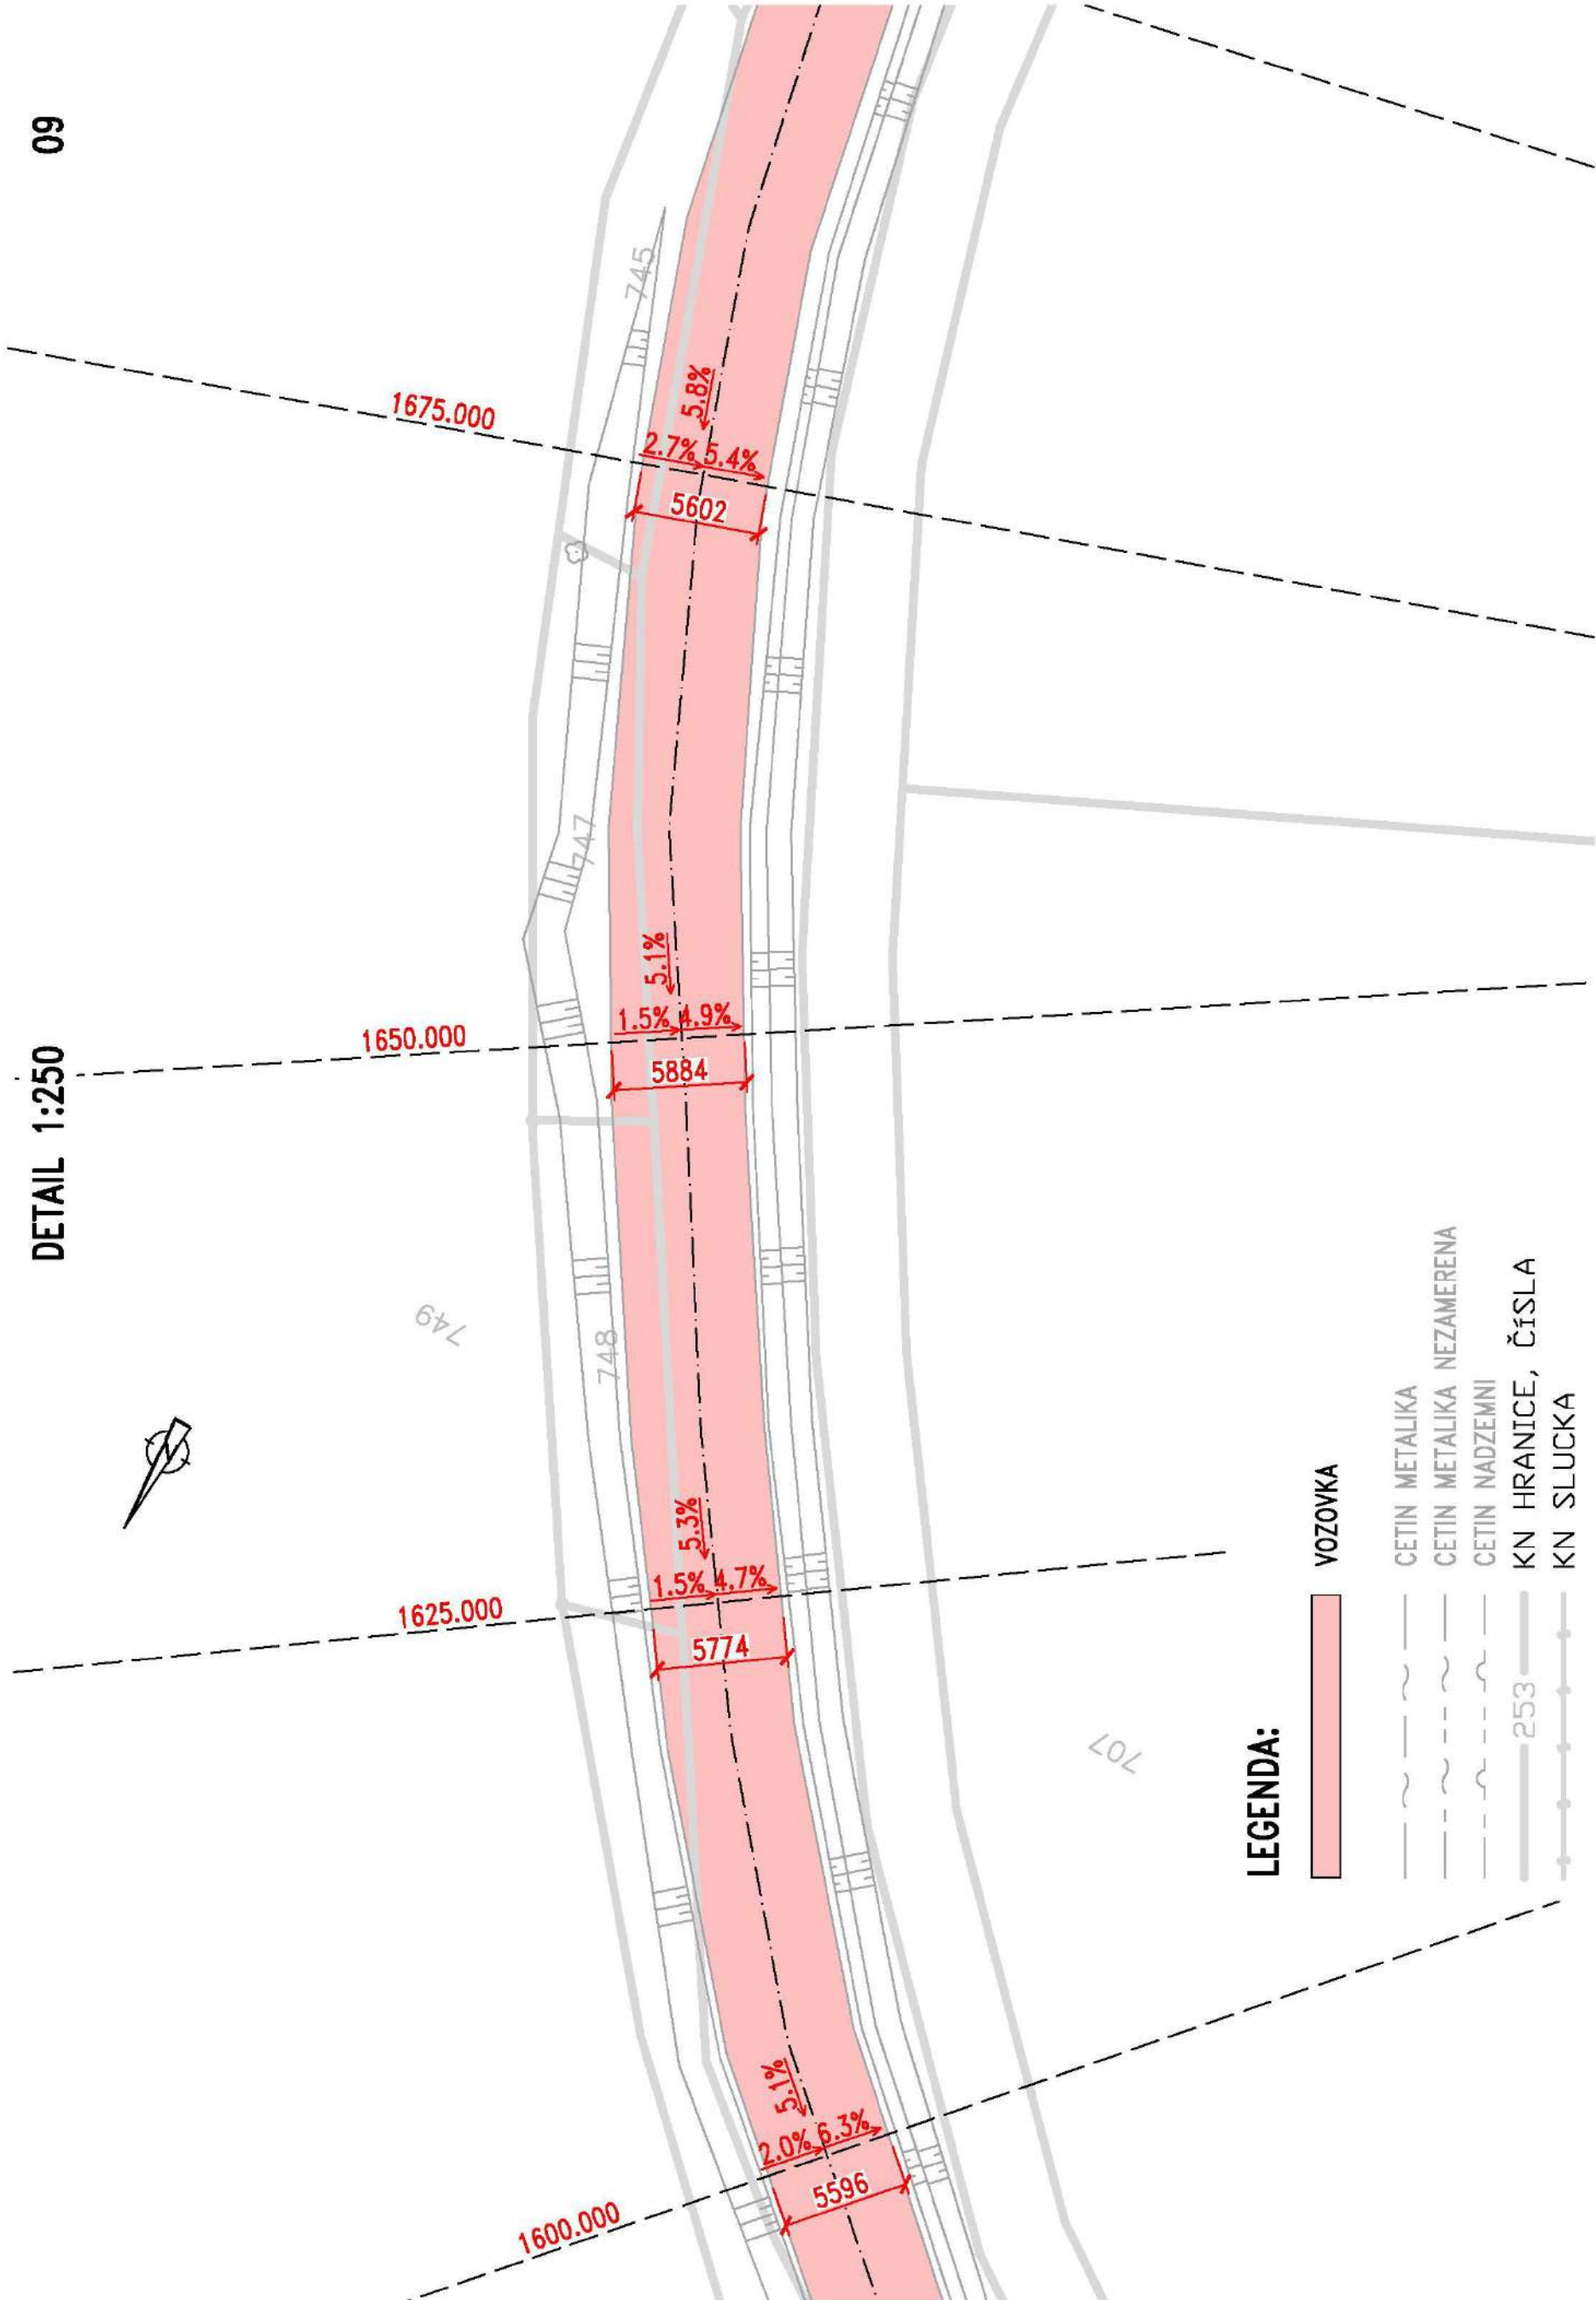 09
DETAIL 1:250
1675.000
745
5.8%
2.7% 5.4%
5602
747
5.1%
1650.000
1.5% 4.9%
5884
749
748
5.3%
1625.000
1.5% 4.7%
5774
707
5.1%
2.0% 6.3%
5596
1600.000
LEGENDA:
VOZOVKA
CETIN METALIKA
CETIN METALIKA NEZAMERENA
CETIN NADZEMNI
253 KN HRANICE, ČíSLA
KN SLUCKA